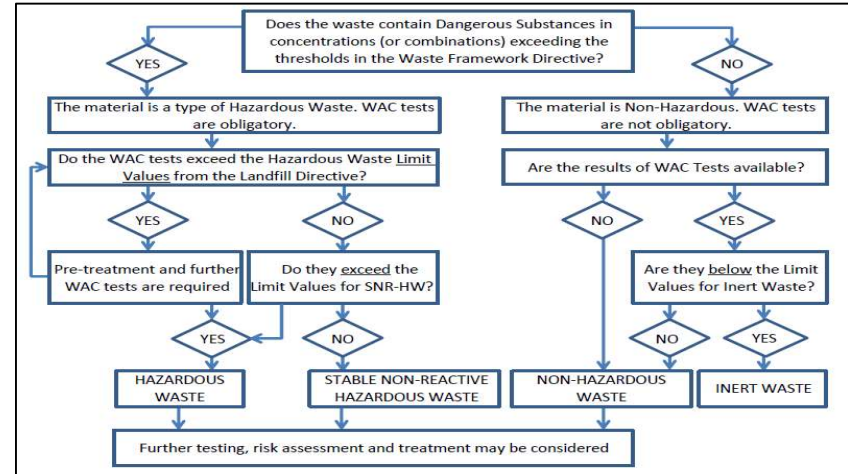 Does the waste contain Dangerous Substances in
concentrations (or combinations) exceeding the
thresholds in the Waste Framework Directive?
YES
NO
The material is a type of Hazardous Waste. WAC tests
are obligatory.
The material is Non-Hazardous. WAC tests
are not obligatory.
Do the WAC tests exceed the Hazardous Waste Limit
Values from the Landfill Directive?
Are the results of WAC Tests available?
YES
NO
NO
YES
Pre-treatment and further
WAC tests are required
Do they exceed the
Limit Values for SNR-HW?
Are they below the Limit
Values for Inert Waste?
YES
NO
NO
YES
HAZARDOUS
WASTE
STABLE NON-REACTIVE
HAZARDOUS WASTE
NON-HAZARDOUS
WASTE
INERT WASTE
Further testing, risk assessment and treatment may be considered